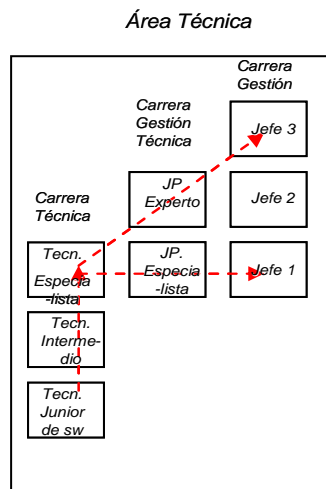 Área Técnica
Carrera
Gestión
Carrera
Gestión
Técnica
Jefe 3
Carrera
Técnica
JP
Experto
Jefe 2
Tecn.
Especia
-lista
JP.
Especia
-lista
Jefe 1
Tecn.
Interme-
dio
Tecn.
Junior
de sw